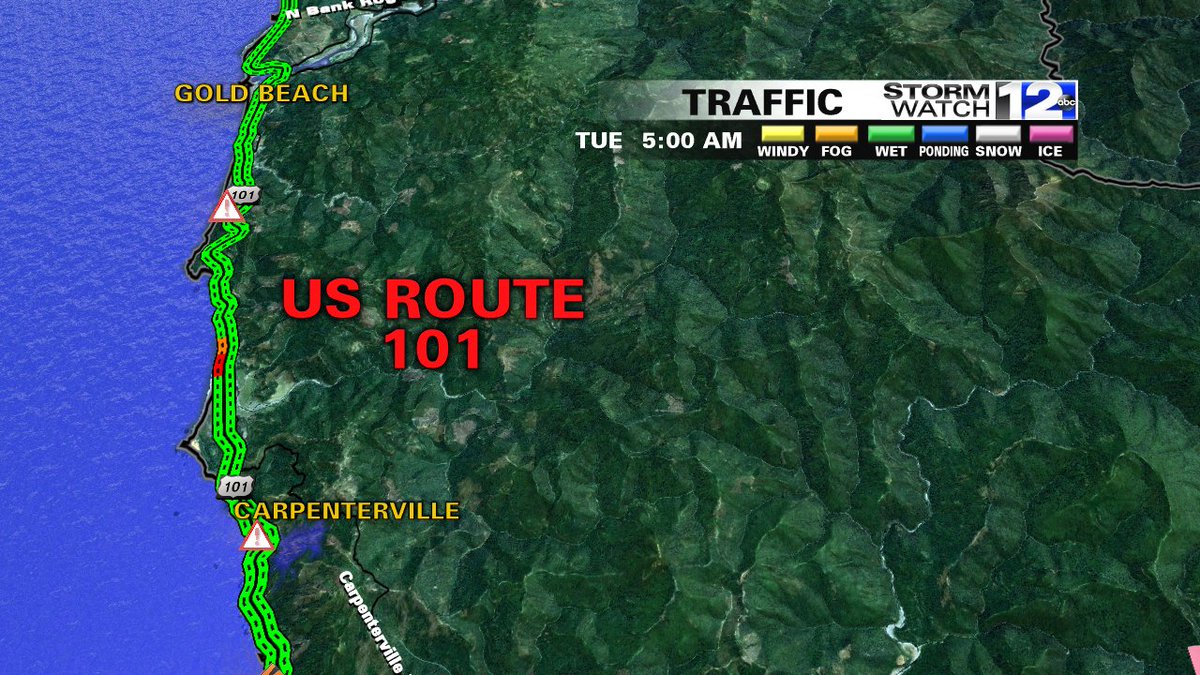 N Bank Rog
GOLD BEACH
TRAFFIC STORM WATCH 12 abc
TUE 5:00 AM WINDY FOG WET PONDING SNOW ICE
101
US ROUTE
101
101
CARPENTERVILLE
Carpenterville